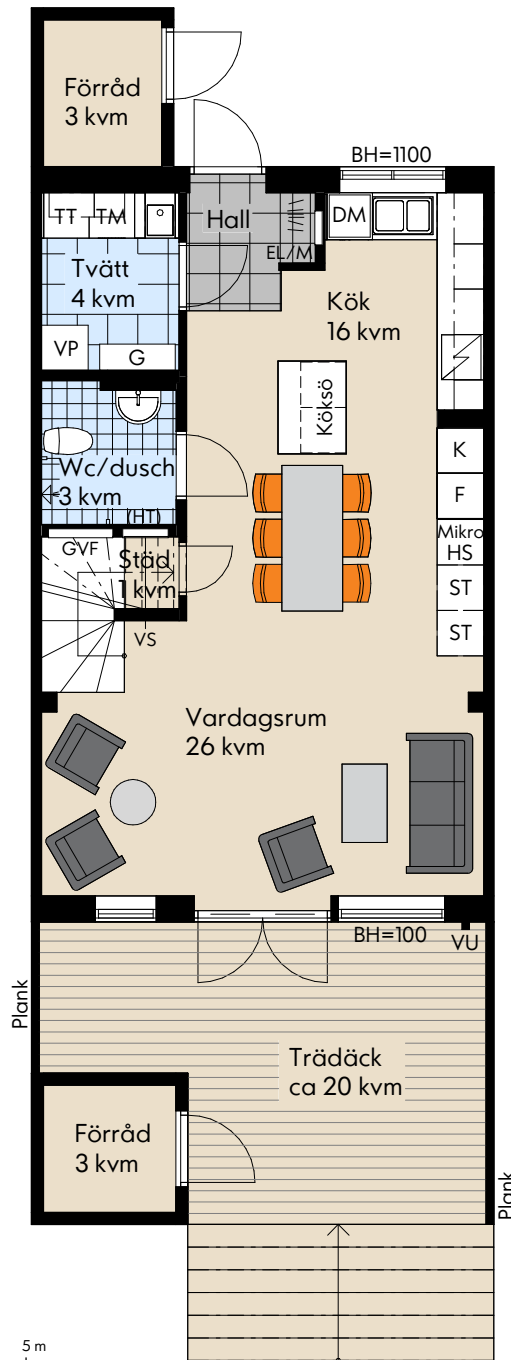 Förråd
3 kvm
BH=1100
TT
TM
Hall
DM
EL/M
Tvätt
4 kvm
Kök
16 kvm
VP
G
Köksö
K
Wc/dusch
3 kvm
F
(HT)
Mikro
HS
GVF
Städ
1 kvm
ST
ST
VS
Vardagsrum
26 kvm
BH=100
VU
Plank
Trädäck
ca 20 kvm
Förråd
3 kvm
Plank
5 m